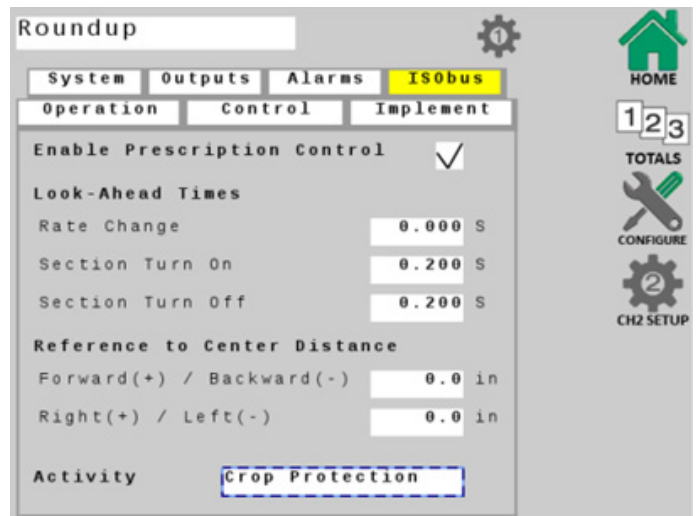 Roundup
1
System Outputs Alarms ISObus
Operation Control Implement
Enable Prescription Control
Look-Ahead Times
Rate Change 0.000 S
Section Turn On 0.200 S
Section Turn Off 0.200 S
Reference to Center Distance
Forward(+) / Backward(-) 0.0 in
Right(+) / Left(-) 0.0 in
Activity Crop Protection
HOME
123
TOTALS
CONFIGURE
2
CH2 SETUP